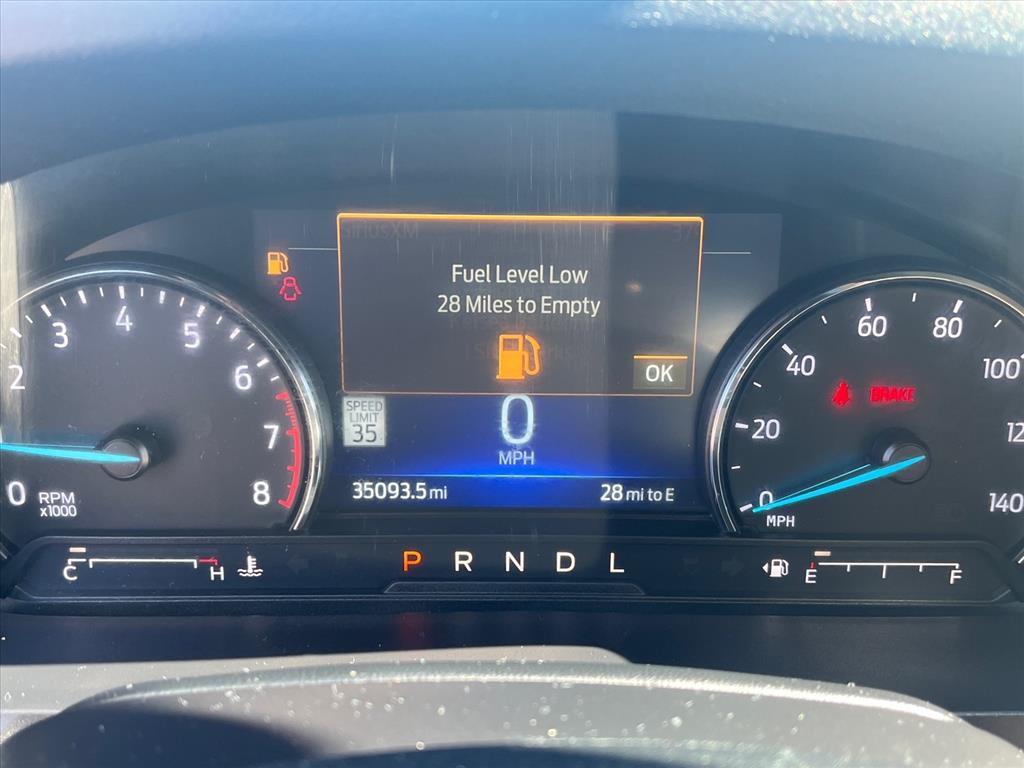 SiriusXM
Fuel Level Low
28 Miles to Empty
OK
SPEED
LIMIT
35
0
MPH
35093.5 mi
28 mi to E
0
2
3
4
5
6
7
8
RPM
x1000
0
20
40
60
80
100
12
140
MPH
BRAKE
C
H
P R N D L
E
F